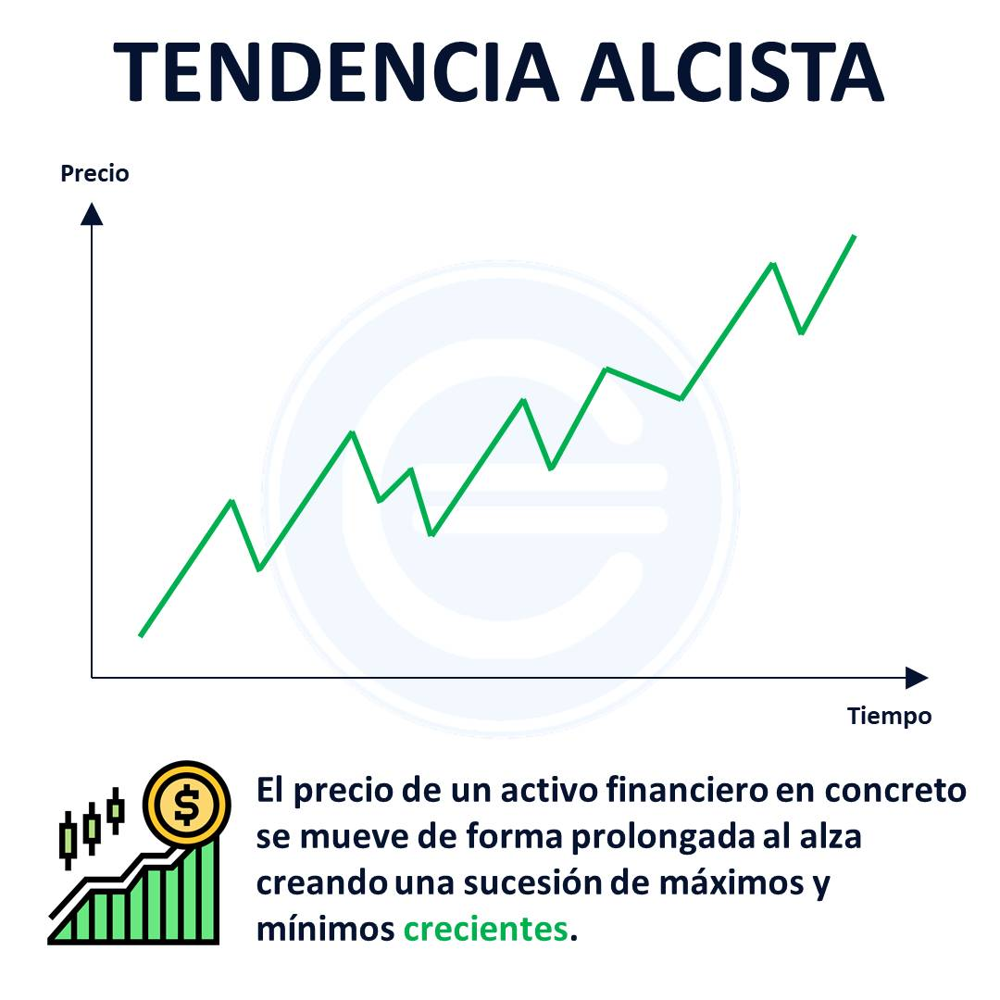 TENDENCIA ALCISTA
Precio
Tiempo
$
El precio de un activo financiero en concreto
se mueve de forma prolongada al alza
creando una sucesión de máximos y
mínimos crecientes.